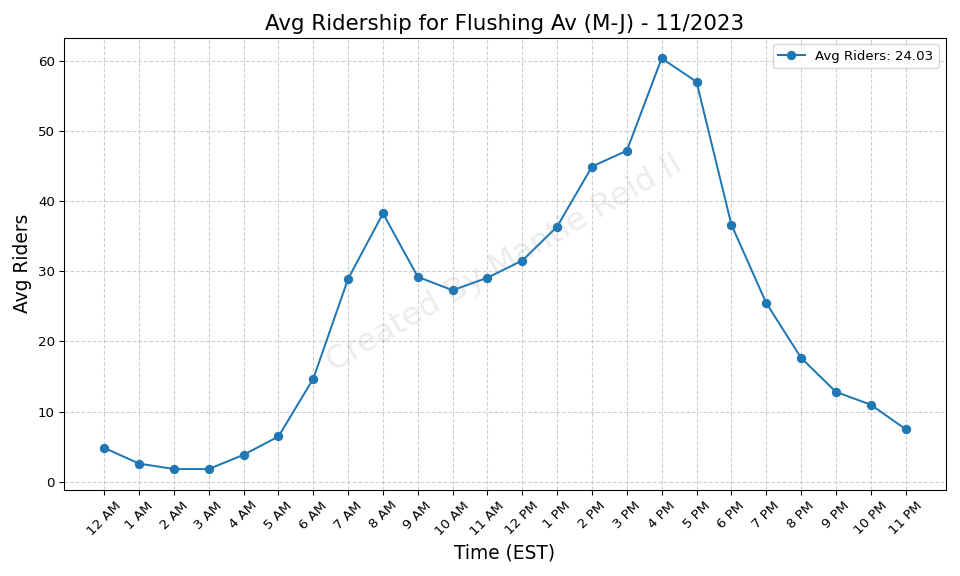 Avg Ridership for Flushing Av (M-J) - 11/2023
Avg Riders: 24.03
60
50
40
30
20
10
0
Avg Riders
Created By Mantie Reid II
12 AM
1 AM
2 AM
3 AM
4 AM
5 AM
6 AM
7 AM
8 AM
9 AM
10 AM
11 AM
12 PM
1 PM
2 PM
3 PM
4 PM
5 PM
6 PM
7 PM
8 PM
9 PM
10 PM
11 PM
Time (EST)